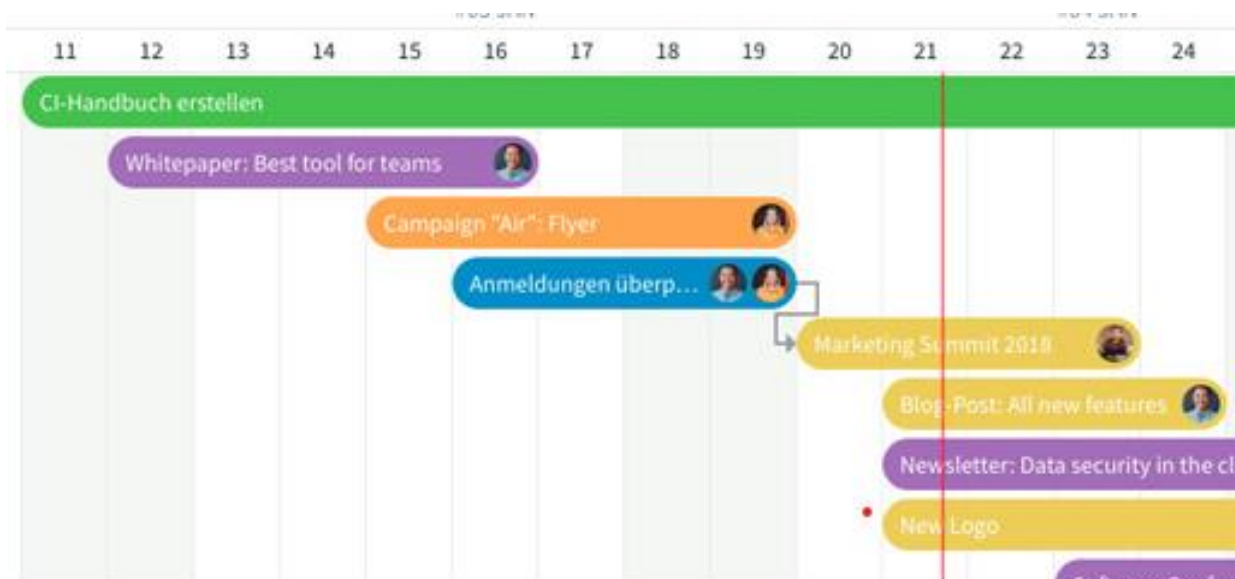 11 12 13 14 15 16 17 18 19 20 21 22 23 24
CI-Handbuch erstellen
Whitepaper: Best tool for teams
Campaign "Air": Flyer
Anmeldungen überp...
Marketing Summit 2018
Blog-Post: All new features
Newsletter: Data security in the cl
New Logo